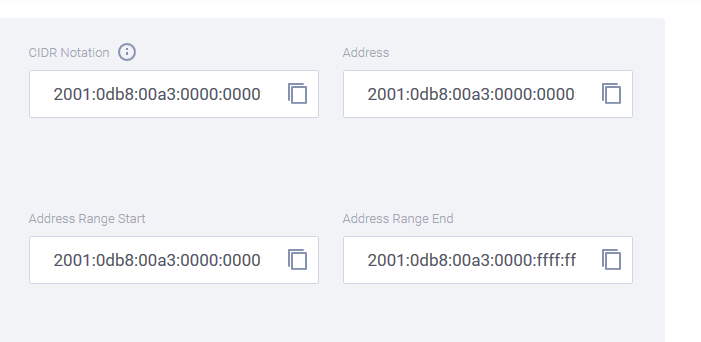 CIDR Notation
Address
2001:0db8:00a3:0000:0000
2001:0db8:00a3:0000:0000
Address Range Start
Address Range End
2001:0db8:00a3:0000:0000
2001:0db8:00a3:0000:ffff:ff